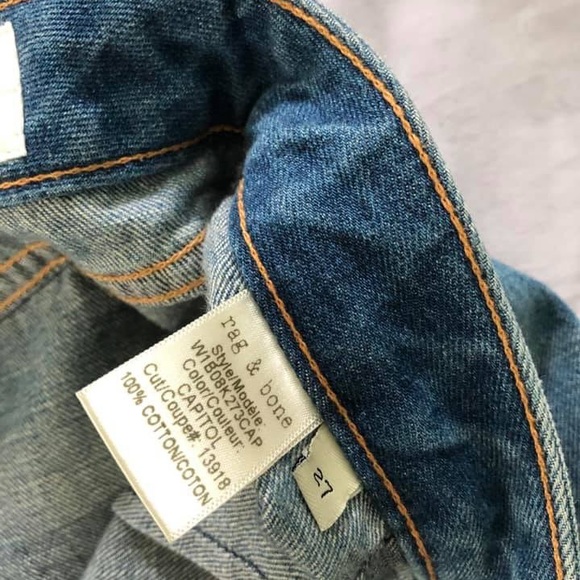 rag & bone
Style/Modèle:
W1B08K273CAP
Color/Couleur:
CAPITOL
Cut/Coupe#: 13918
100% COTTON/COTON
27